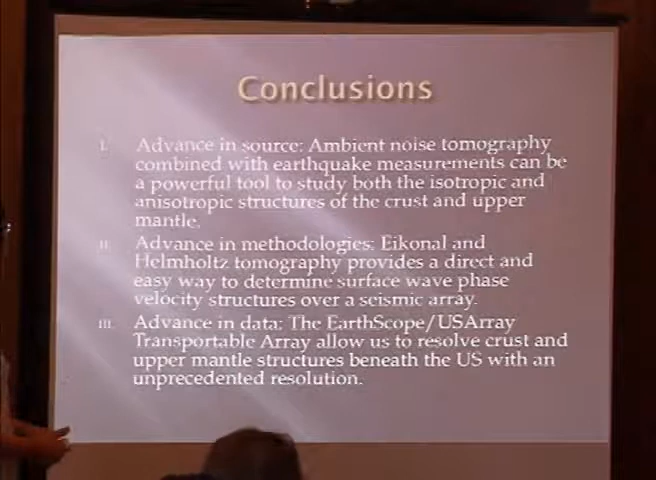 Conclusions
I. Advance in source: Ambient noise tomography
combined with earthquake measurements can be
a powerful tool to study both the isotropic and
anisotropic structures of the crust and upper
mantle.
II. Advance in methodologies: Eikonal and
Helmholtz tomography provides a direct and
easy way to determine surface wave phase
velocity structures over a seismic array.
III. Advance in data: The EarthScope/USArray
Transportable Array allow us to resolve crust and
upper mantle structures beneath the US with an
unprecedented resolution.